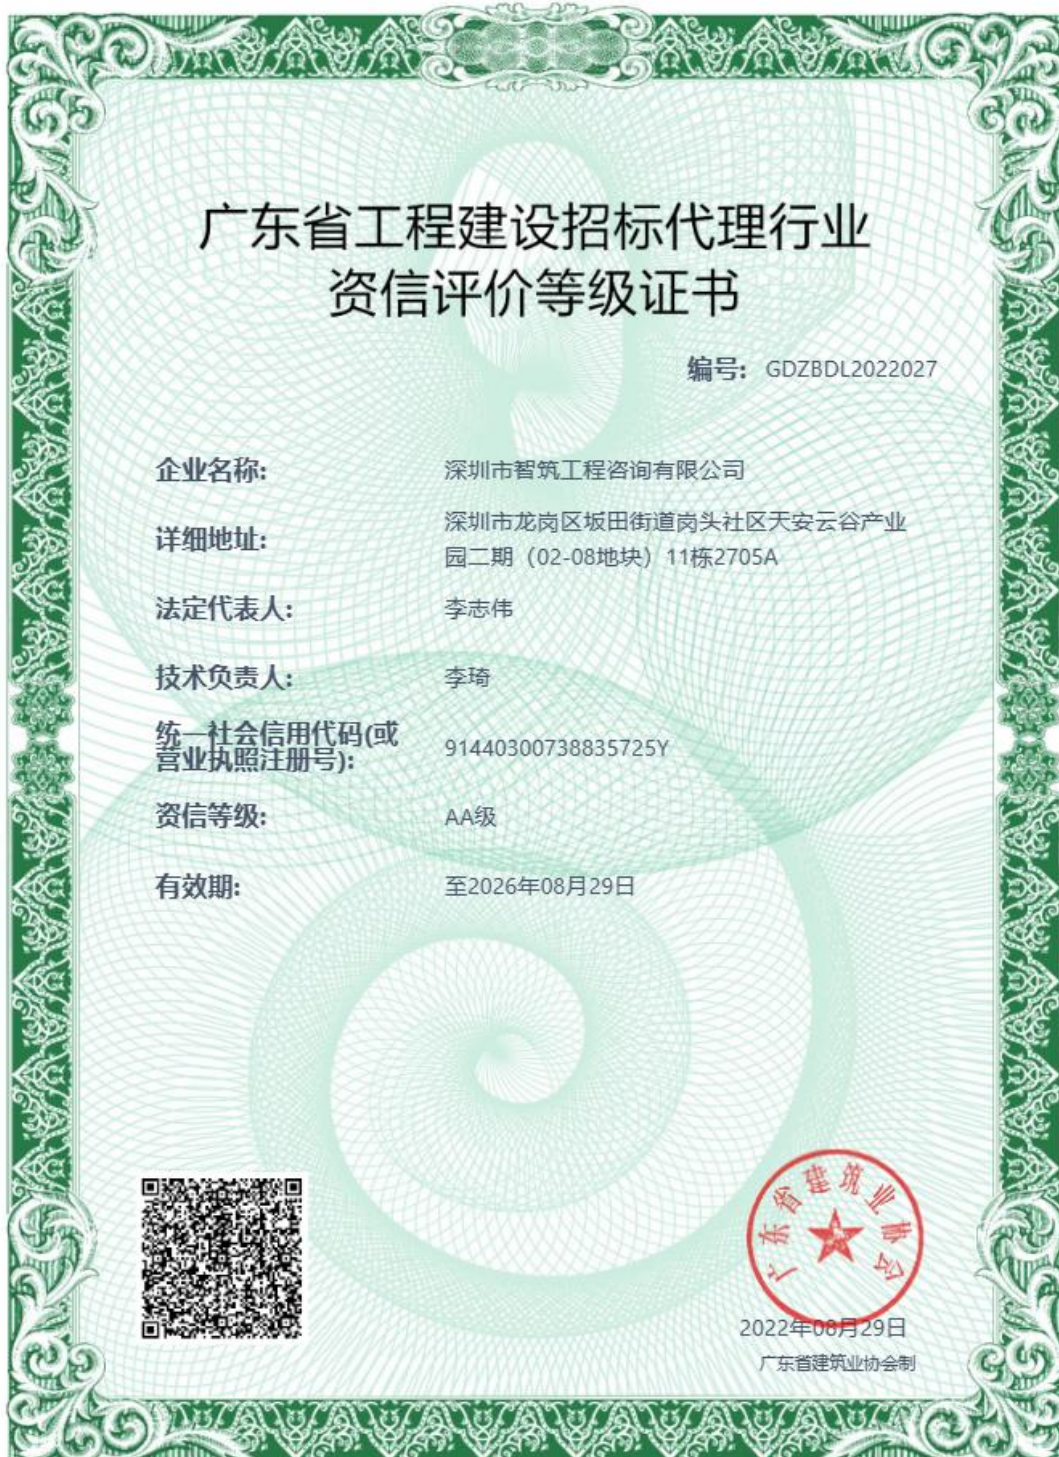 广东省工程建设招标代理行业
资信评价等级证书
编号: GDZBDL2022027
企业名称: 深圳市智筑工程咨询有限公司
详细地址: 深圳市龙岗区坂田街道岗头社区天安云谷产业
园二期（02-08地块）11栋2705A
法定代表人: 李志伟
技术负责人: 李琦
统一社会信用代码(或
营业执照注册号): 91440300738835725Y
资信等级: AA级
有效期: 至2026年08月29日
广东省建筑业协会
2022年08月29日
广东省建筑业协会制